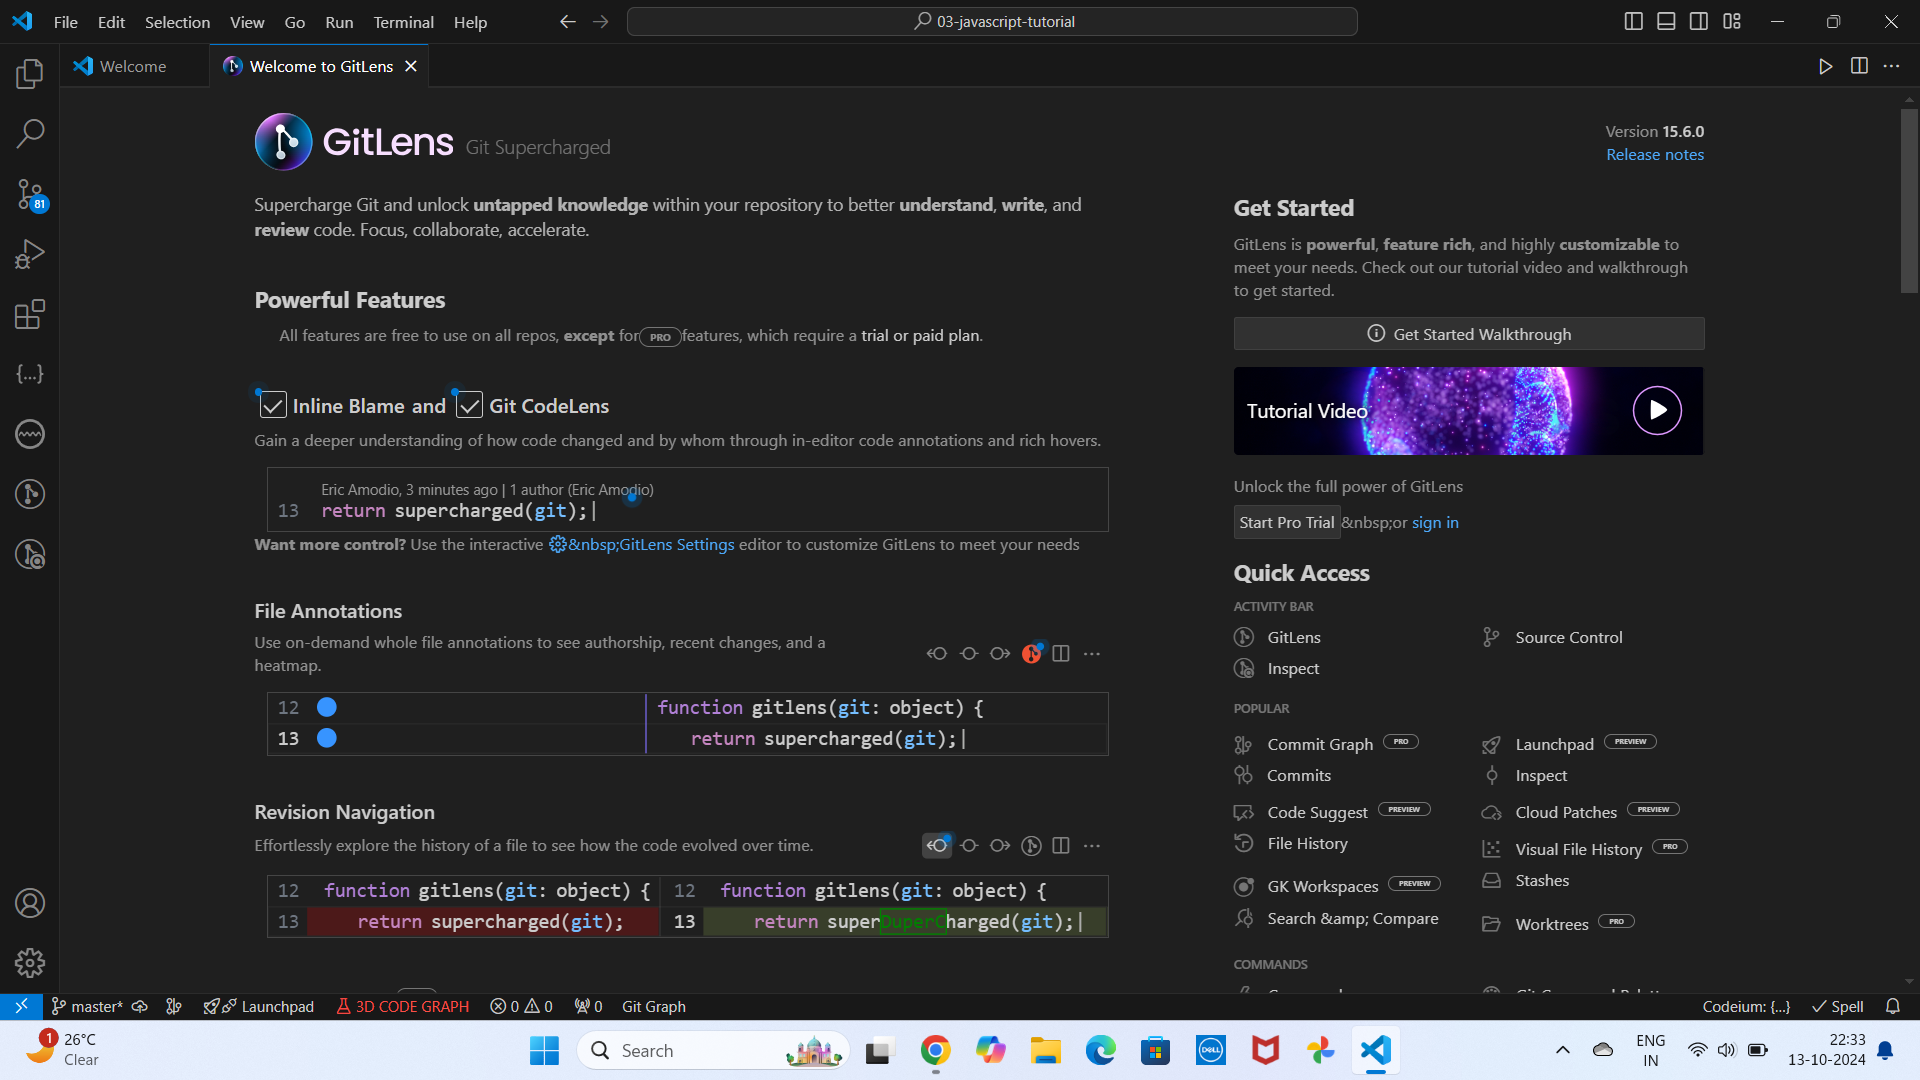 File Edit Selection View Go Run Terminal Help
03-javascript-tutorial
Welcome
Welcome to GitLens
GitLens Git Supercharged
Version 15.6.0
Release notes
Supercharge Git and unlock untapped knowledge within your repository to better understand, write, and
review code. Focus, collaborate, accelerate.
Powerful Features
All features are free to use on all repos, except for PRO features, which require a trial or paid plan.
Inline Blame and Git CodeLens
Gain a deeper understanding of how code changed and by whom through in-editor code annotations and rich hovers.
Eric Amodio, 3 minutes ago | 1 author (Eric Amodio)
13 return supercharged(git);
Want more control? Use the interactive &nbsp;GitLens Settings editor to customize GitLens to meet your needs
File Annotations
Use on-demand whole file annotations to see authorship, recent changes, and a
heatmap.
12 function gitlens(git: object) {
13 return supercharged(git);
Revision Navigation
Effortlessly explore the history of a file to see how the code evolved over time.
12 function gitlens(git: object) { 12 function gitlens(git: object) {
13 return supercharged(git); 13 return superDuperCharged(git);
Get Started
GitLens is powerful, feature rich, and highly customizable to
meet your needs. Check out our tutorial video and walkthrough
to get started.
Get Started Walkthrough
Tutorial Video
Unlock the full power of GitLens
Start Pro Trial &nbsp;or sign in
Quick Access
ACTIVITY BAR
GitLens Source Control
Inspect
POPULAR
Commit Graph PRO Launchpad PREVIEW
Commits Inspect
Code Suggest PREVIEW Cloud Patches PREVIEW
File History Visual File History PRO
GK Workspaces PREVIEW Stashes
Search &amp; Compare Worktrees PRO
COMMANDS
81
master* Launchpad 3D CODE GRAPH 0 0 0 Git Graph
Codeium: {...} Spell
1 26°C
Clear
Search
DELL
ENG
IN
22:33
13-10-2024